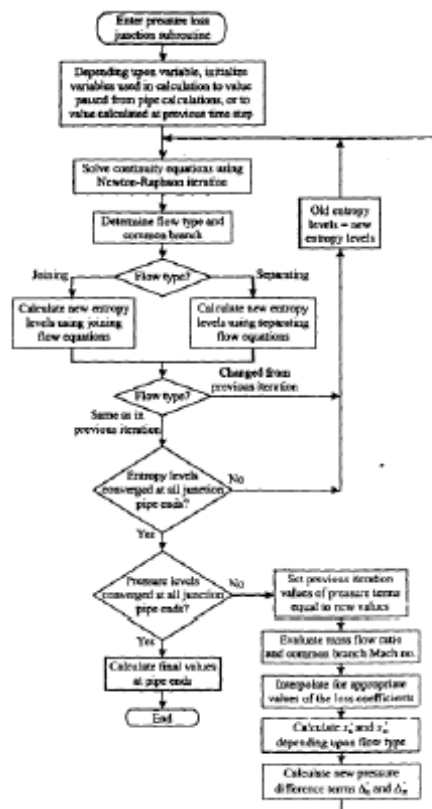 Enter pressure loss
junction subroutine
Depending upon variable, initialize
variables used in calculation to value
passed from pipe calculations, or to
value calculated at previous time step
Solve continuity equations using
Newton-Raphson iteration
Determine flow type and
common branch
Old entropy
levels = new
entropy levels
Joining
Flow type?
Separating
Calculate new entropy
levels using joining
flow equations
Calculate new entropy
levels using separating
flow equations
Flow type?
Changed from
previous iteration
Same as in
previous iteration
Entropy levels
converged at all junction
pipe ends?
No
Yes
Pressure levels
converged at all junction
pipe ends?
No
Yes
Calculate final values
at pipe ends
End
Set previous iteration
values of pressure terms
equal to new values
Evaluate mass flow ratio
and common branch Mach no.
Interpolate for appropriate
values of the loss coefficients
Calculate and
depending upon flow type
Calculate new pressure
difference terms and